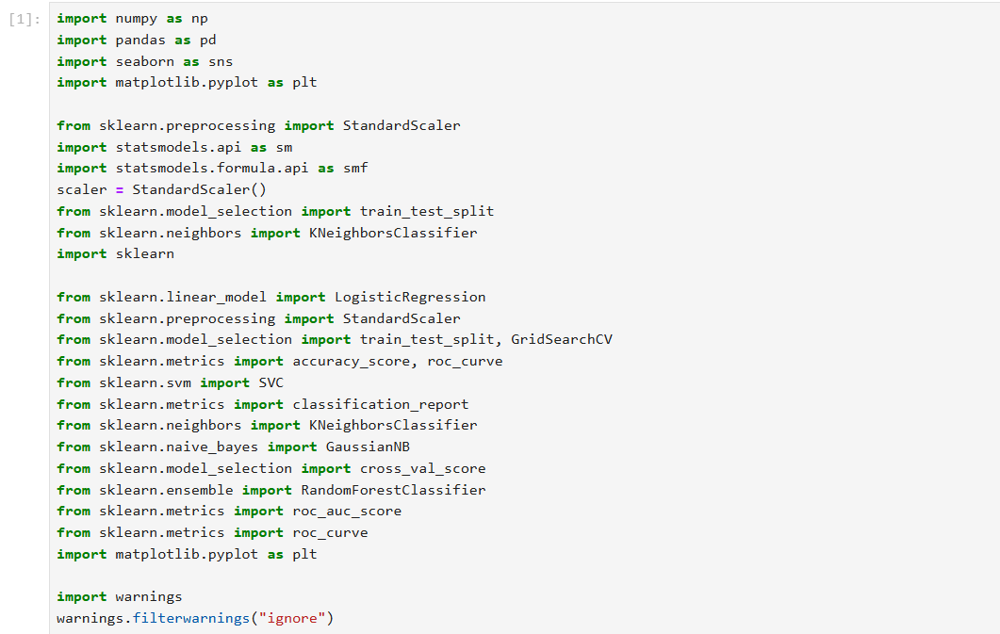 [1]:
import numpy as np
import pandas as pd
import seaborn as sns
import matplotlib.pyplot as plt
from sklearn.preprocessing import StandardScaler
import statsmodels.api as sm
import statsmodels.formula.api as smf
scaler = StandardScaler()
from sklearn.model_selection import train_test_split
from sklearn.neighbors import KNeighborsClassifier
import sklearn
from sklearn.linear_model import LogisticRegression
from sklearn.preprocessing import StandardScaler
from sklearn.model_selection import train_test_split, GridSearchCV
from sklearn.metrics import accuracy_score, roc_curve
from sklearn.svm import SVC
from sklearn.metrics import classification_report
from sklearn.neighbors import KNeighborsClassifier
from sklearn.naive_bayes import GaussianNB
from sklearn.model_selection import cross_val_score
from sklearn.ensemble import RandomForestClassifier
from sklearn.metrics import roc_auc_score
from sklearn.metrics import roc_curve
import matplotlib.pyplot as plt
import warnings
warnings.filterwarnings("ignore")